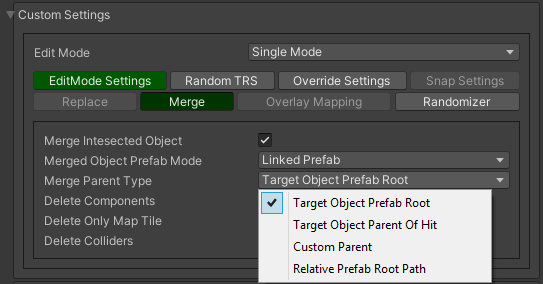 Custom Settings
Edit Mode Single Mode
EditMode Settings Random TRS Override Settings Snap Settings
Replace Merge Overlay Mapping Randomizer
Merge Intesected Object
Merged Object Prefab Mode Linked Prefab
Merge Parent Type Target Object Prefab Root
Delete Components Target Object Prefab Root
Delete Only Map Tile Target Object Parent Of Hit
Delete Colliders Custom Parent
Relative Prefab Root Path